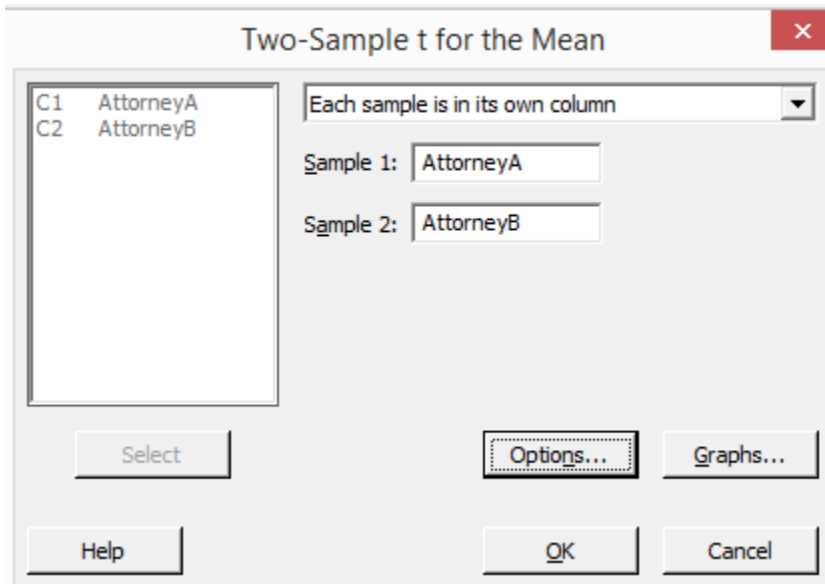 Two-Sample t for the Mean
C1 AttorneyA
C2 AttorneyB
Each sample is in its own column
Sample 1: AttorneyA
Sample 2: AttorneyB
Select
Options...
Graphs...
Help
OK
Cancel